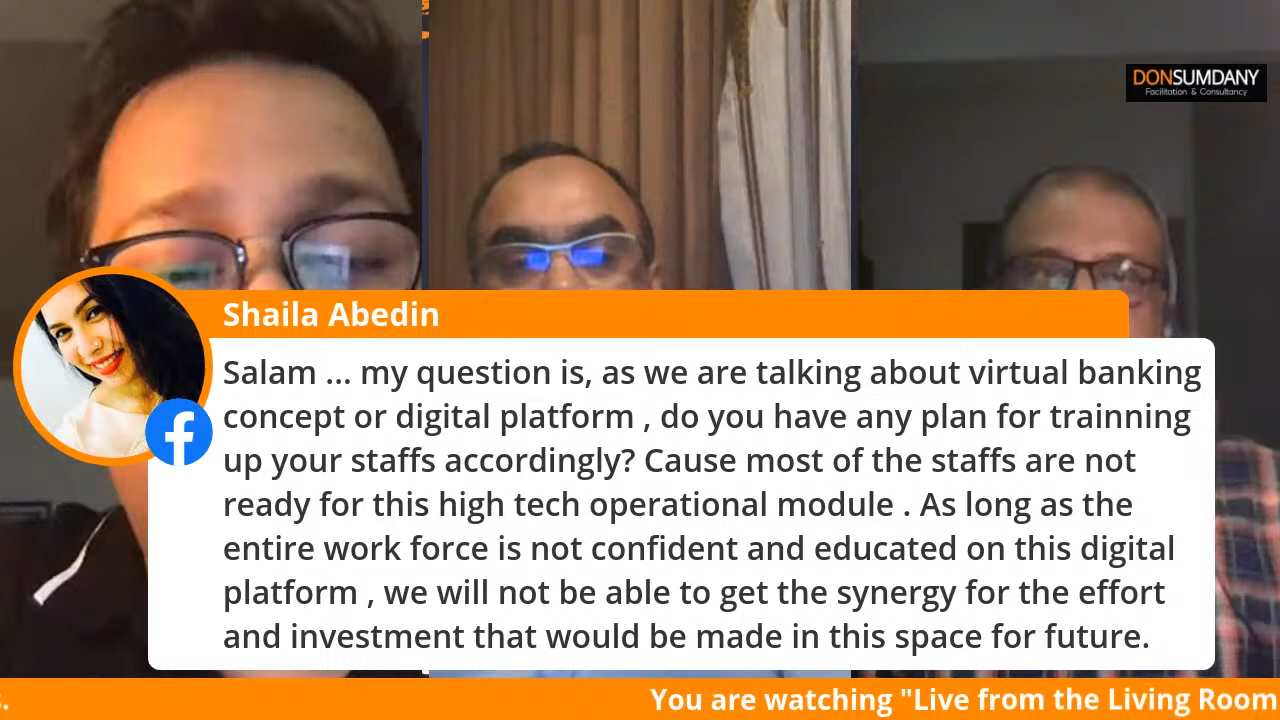 DONSUMDANY
Facilitation & Consultancy
Shaila Abedin
Salam ... my question is, as we are talking about virtual banking
concept or digital platform , do you have any plan for trainning
up your staffs accordingly? Cause most of the staffs are not
ready for this high tech operational module . As long as the
entire work force is not confident and educated on this digital
platform , we will not be able to get the synergy for the effort
and investment that would be made in this space for future.
You are watching "Live from the Living Room